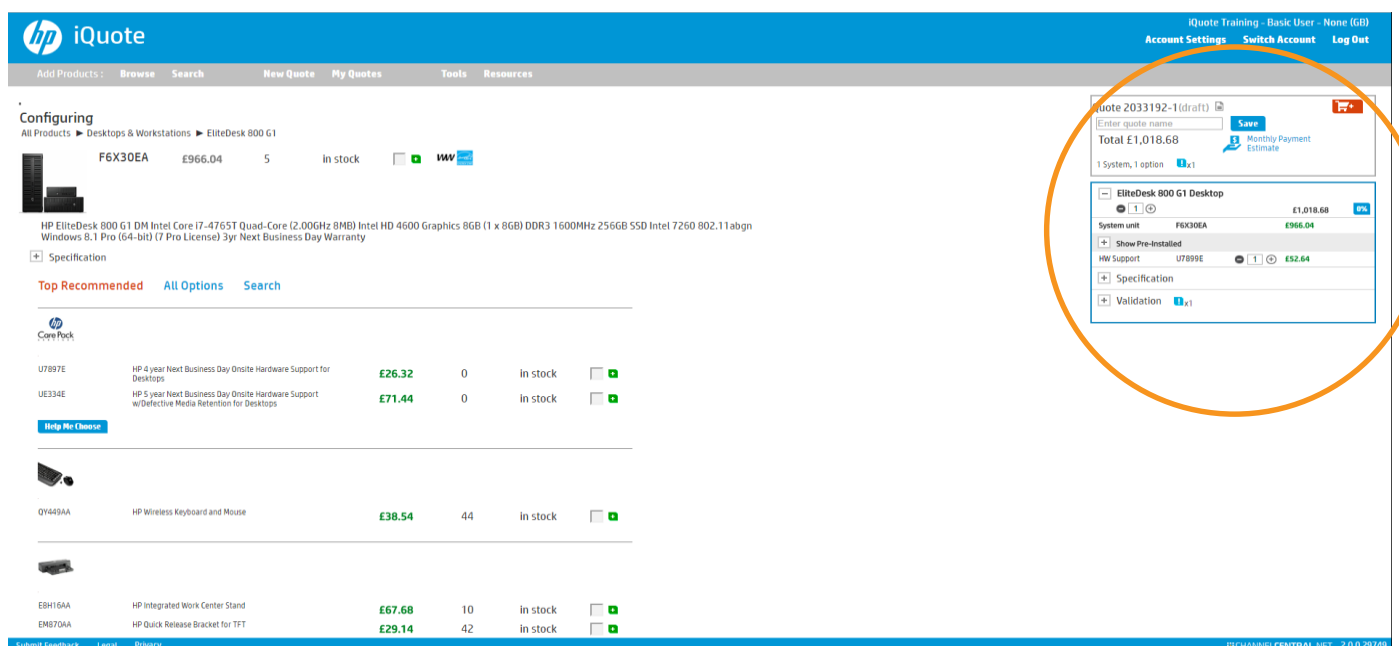 iQuote Training - Basic User - None (GB)
hp iQuote
Account Settings Switch Account Log Out
Add Products : Browse Search New Quote My Quotes Tools Resources
Configuring
All Products ► Desktops & Workstations ► EliteDesk 800 G1
F6X30EA £966.04 5 in stock
HP EliteDesk 800 G1 DM Intel Core i7-4765T Quad-Core (2.00GHz 8MB) Intel HD 4600 Graphics 8GB (1 x 8GB) DDR3 1600MHz 256GB SSD Intel 7260 802.11abgn
Windows 8.1 Pro (64-bit) (7 Pro License) 3yr Next Business Day Warranty
+ Specification
Top Recommended All Options Search
hp
Care Pack
U7897E HP 4 year Next Business Day Onsite Hardware Support for
Desktops
£26.32 0 in stock
UE334E HP 5 year Next Business Day Onsite Hardware Support
w/Defective Media Retention for Desktops
£71.44 0 in stock
Help Me Choose
QY449AA HP Wireless Keyboard and Mouse £38.54 44 in stock
E8H16AA HP Integrated Work Center Stand £67.68 10 in stock
EM870AA HP Quick Release Bracket for TFT £29.14 42 in stock
Quote 2033192-1(draft)
Enter quote name Save
Total £1,018.68
Monthly Payment
Estimate
1 System, 1 option x1
EliteDesk 800 G1 Desktop
1 £1,018.68 0%
System unit F6X30EA £966.04
+ Show Pre-Installed
HW Support U7899E 1 £52.64
+ Specification
+ Validation x1
Submit Feedback Legal Privacy
CHANNELCENTRAL.NET 2.0.0.29749